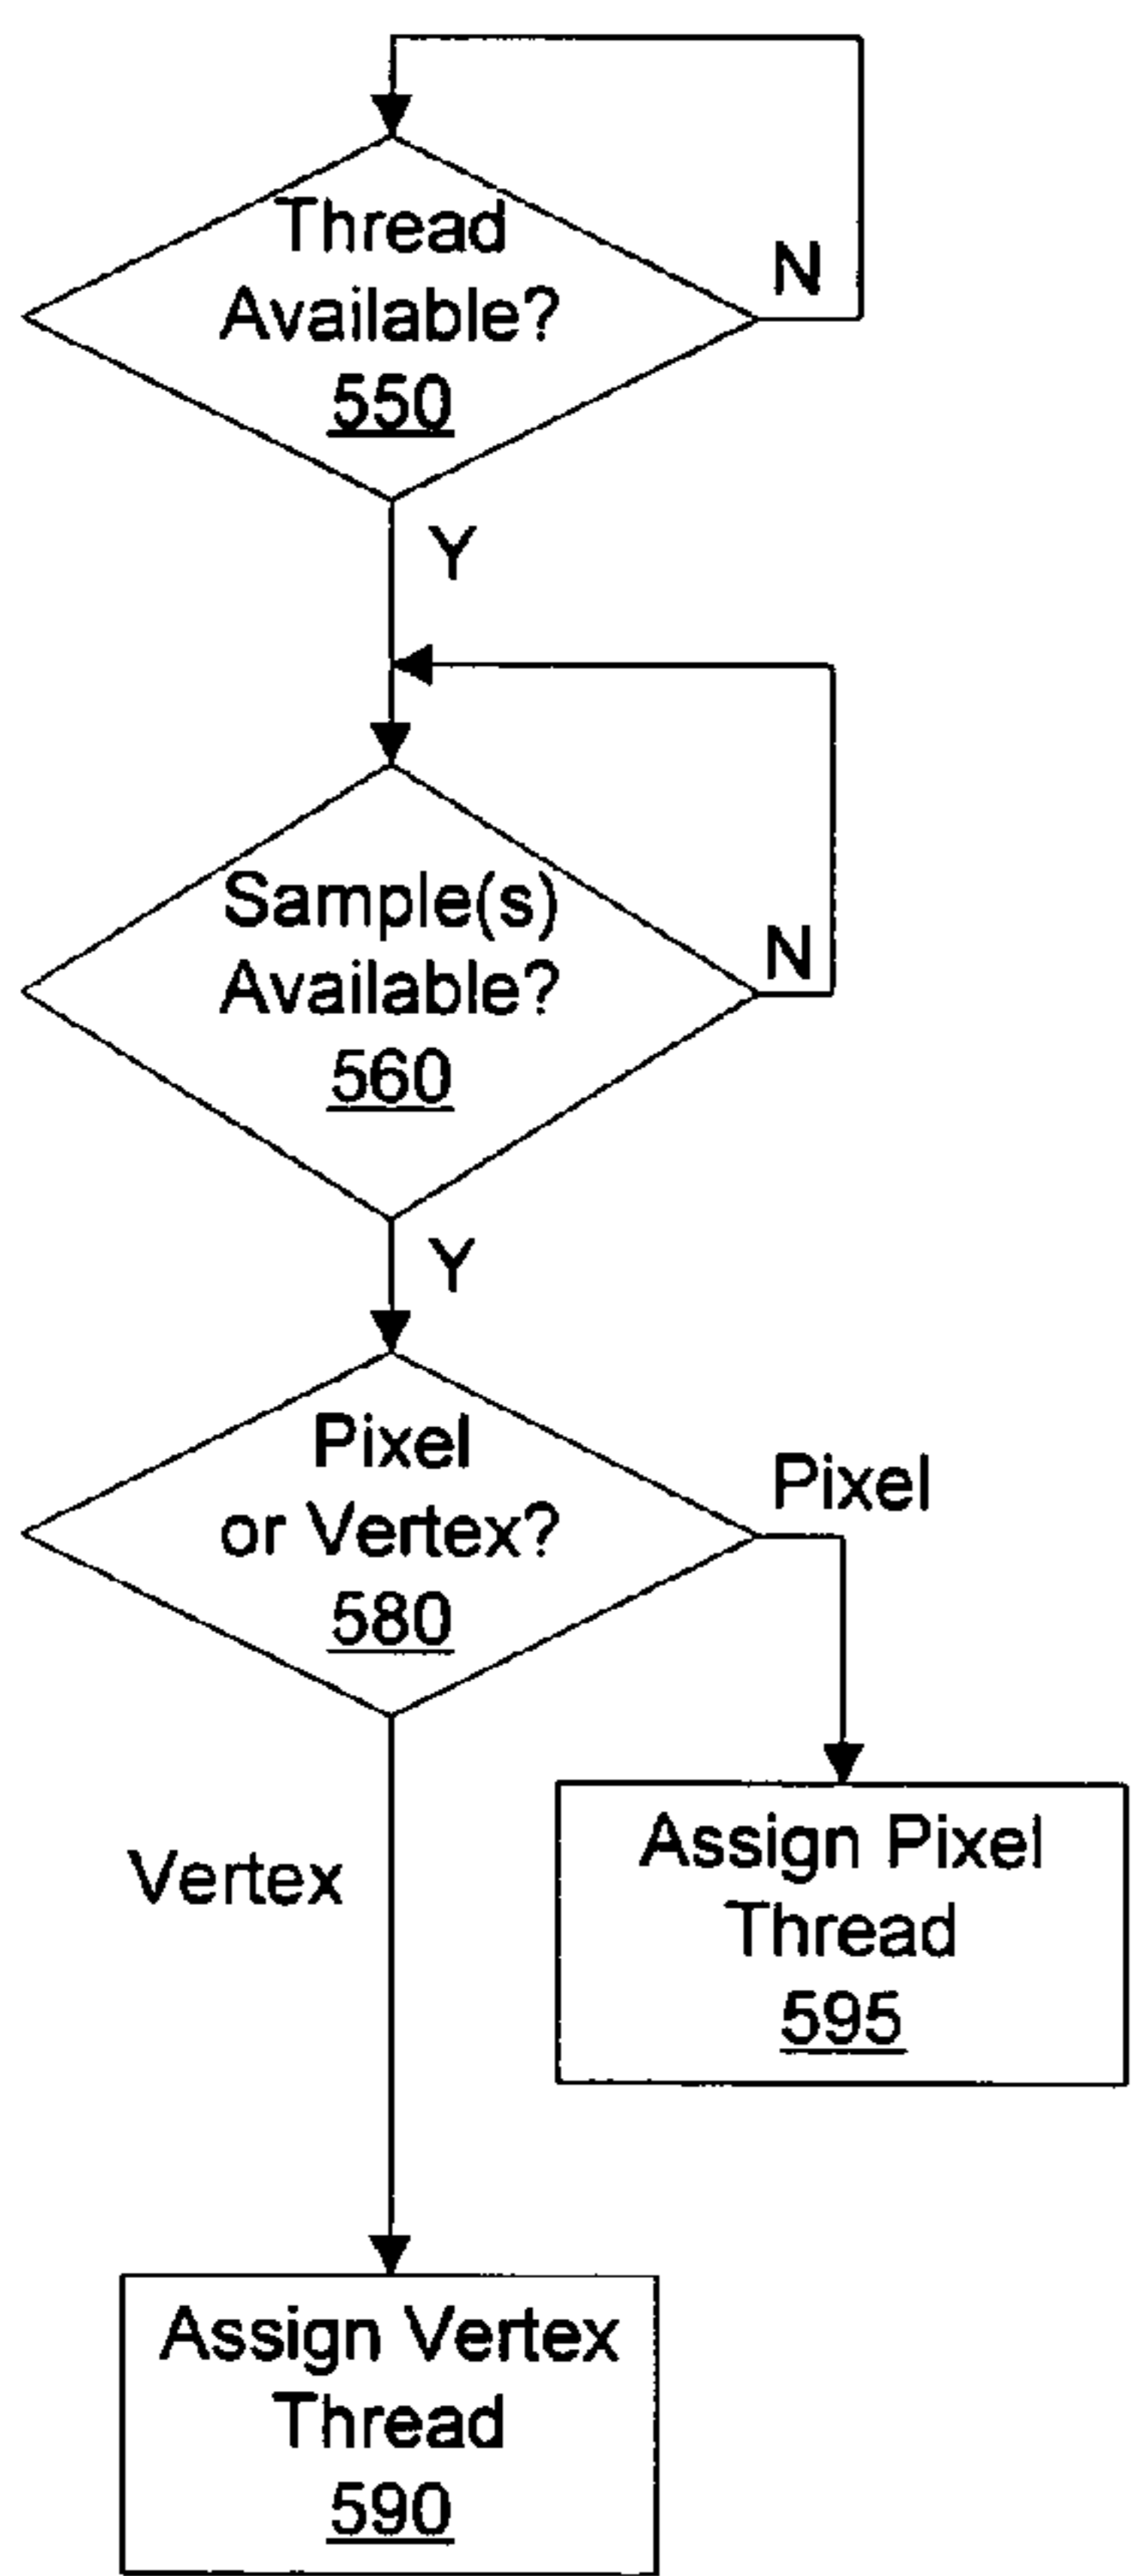 Thread
Available?
550
N
Y
Sample(s)
Available?
560
N
Y
Pixel
or Vertex?
580
Pixel
Vertex
Assign Pixel
Thread
595
Assign Vertex
Thread
590